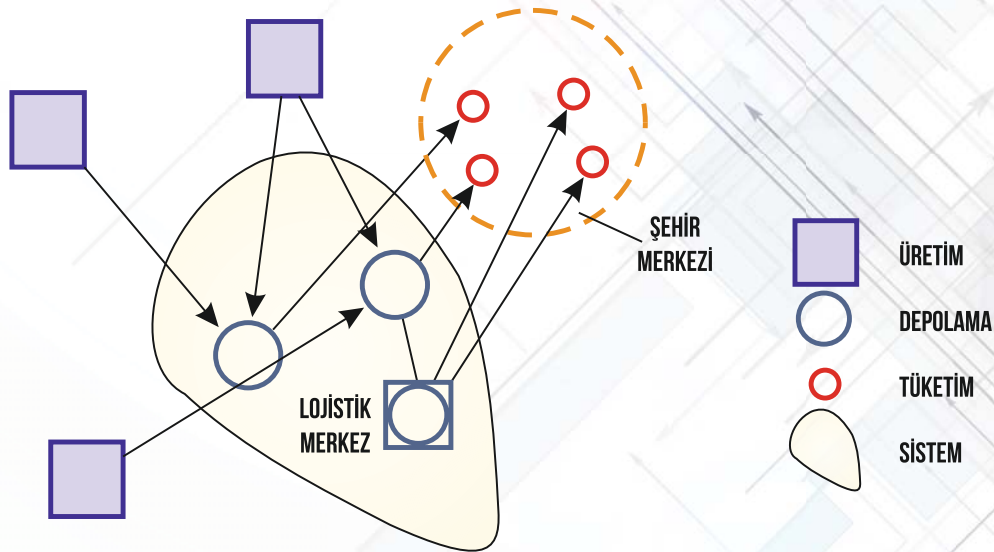 ŞEHİR
MERKEZİ
LOJİSTİK
MERKEZ
ÜRETİM
DEPOLAMA
TÜKETİM
SİSTEM